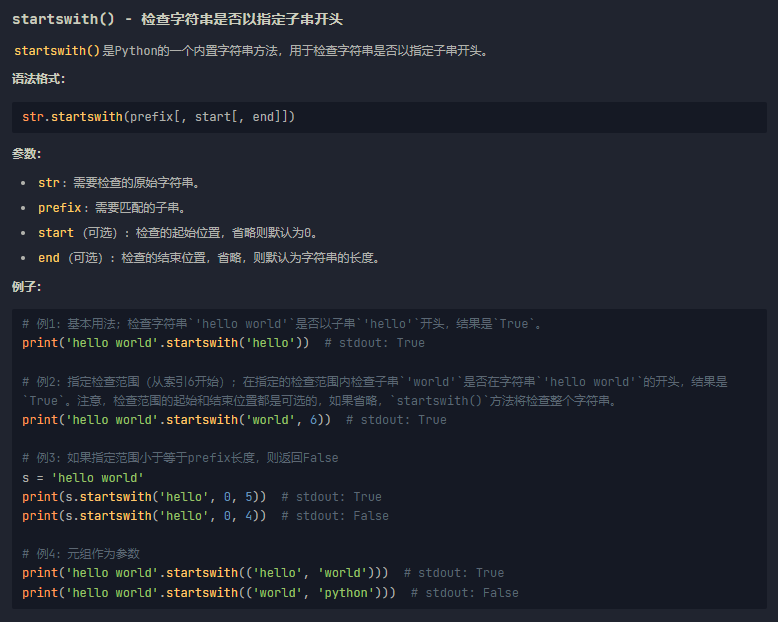 startswith() - 检查字符串是否以指定子串开头
startswith()是Python的一个内置字符串方法，用于检查字符串是否以指定子串开头。
语法格式：
str.startswith(prefix[, start[, end]])
参数：
• str：需要检查的原始字符串。
• prefix：需要匹配的子串。
• start（可选）：检查的起始位置，省略则默认为0。
• end（可选）：检查的结束位置，省略，则默认为字符串的长度。
例子：
# 例1：基本用法；检查字符串`'hello world'`是否以子串`'hello'`开头，结果是`True`。
print('hello world'.startswith('hello'))  # stdout: True
# 例2：指定检查范围（从索引6开始）；在指定的检查范围内检查子串`'world'`是否在字符串`'hello world'`的开头，结果是
`True`。注意，检查范围的起始和结束位置都是可选的，如果省略，`startswith()`方法将检查整个字符串。
print('hello world'.startswith('world', 6))  # stdout: True
# 例3：如果指定范围小于等于prefix长度，则返回False
s = 'hello world'
print(s.startswith('hello', 0, 5))  # stdout: True
print(s.startswith('hello', 0, 4))  # stdout: False
# 例4：元组作为参数
print('hello world'.startswith(('hello', 'world')))  # stdout: True
print('hello world'.startswith(('world', 'python')))  # stdout: False